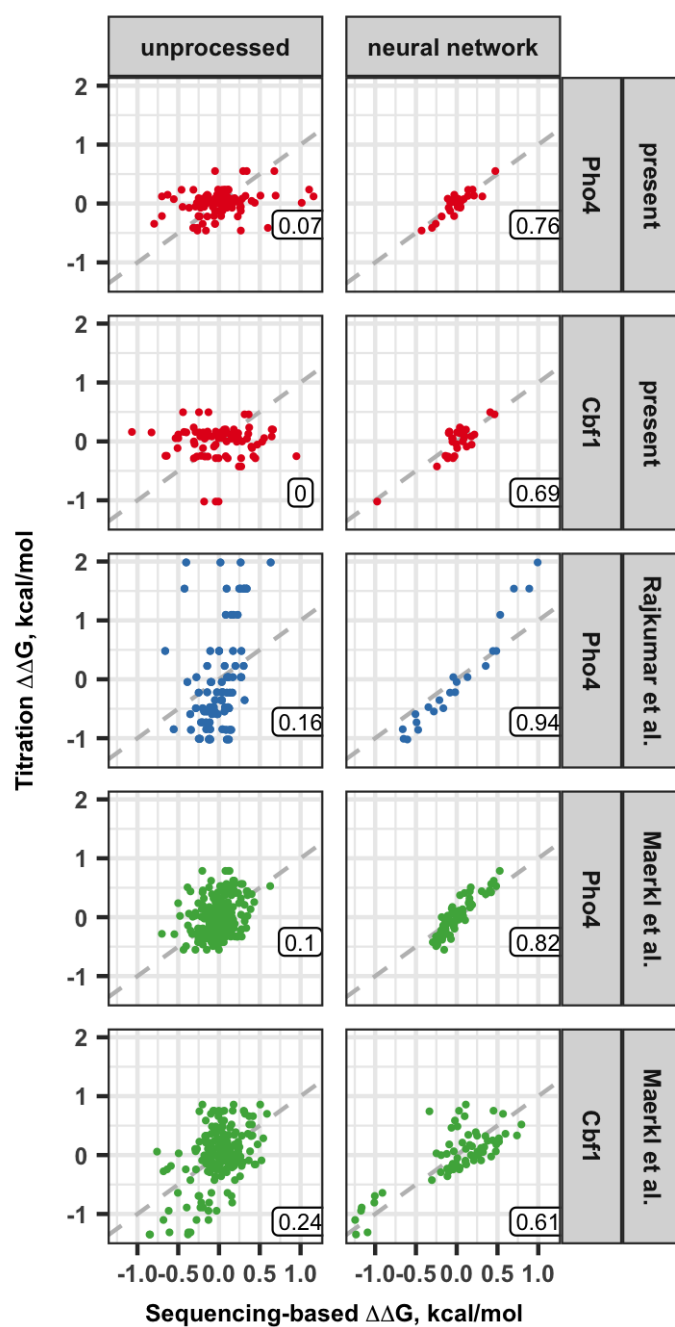 unprocessed neural network
2
1
0
-1
0.07
0.76
Pho4
present
2
1
0
-1
0
0.69
Cbf1
present
2
1
0
-1
0.16
0.94
Pho4
Rajkumar et al.
2
1
0
-1
0.1
0.82
Pho4
Maerkl et al.
2
1
0
-1
0.24
0.61
Cbf1
Maerkl et al.
-1.0 -0.5 0.0 0.5 1.0 -1.0 -0.5 0.0 0.5 1.0
Sequencing-based ΔΔG, kcal/mol
Titration ΔΔG, kcal/mol